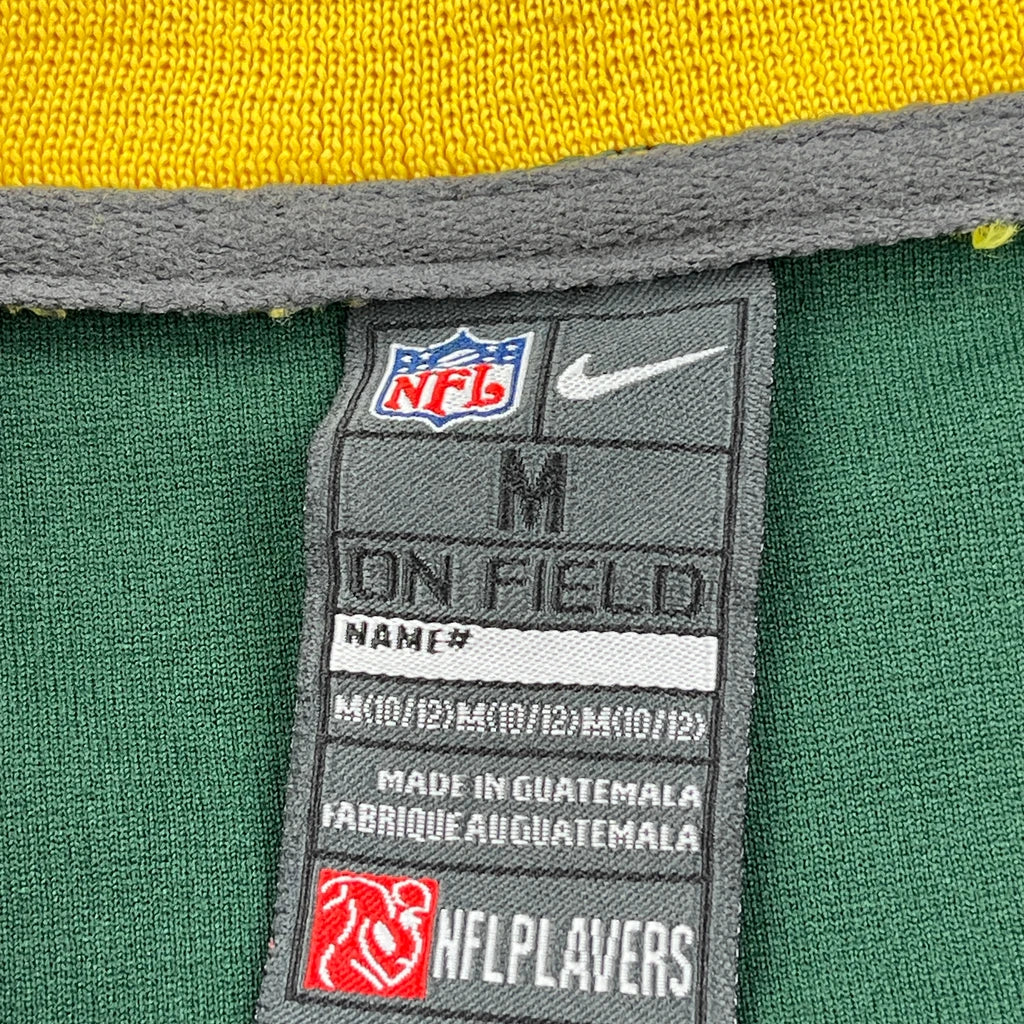 NFL
M
ON FIELD
NAME#
M(10/12) M(10/12) M(10/12)
MADE IN GUATEMALA
FABRIQUE AU GUATEMALA
NFLPLAYERS